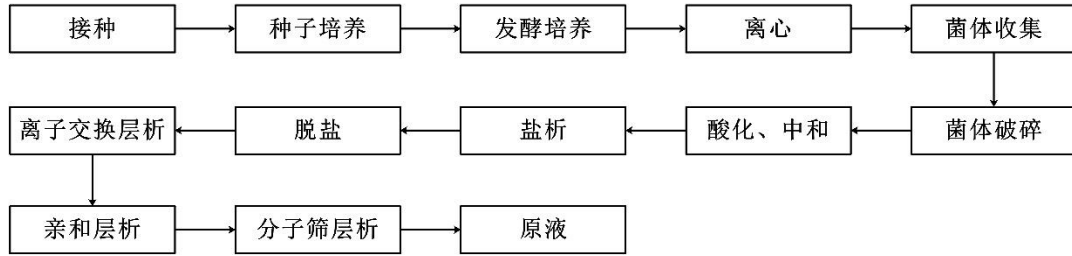 接种
种子培养
发酵培养
离心
菌体收集
离子交换层析
脱盐
盐析
酸化、中和
菌体破碎
亲和层析
分子筛层析
原液